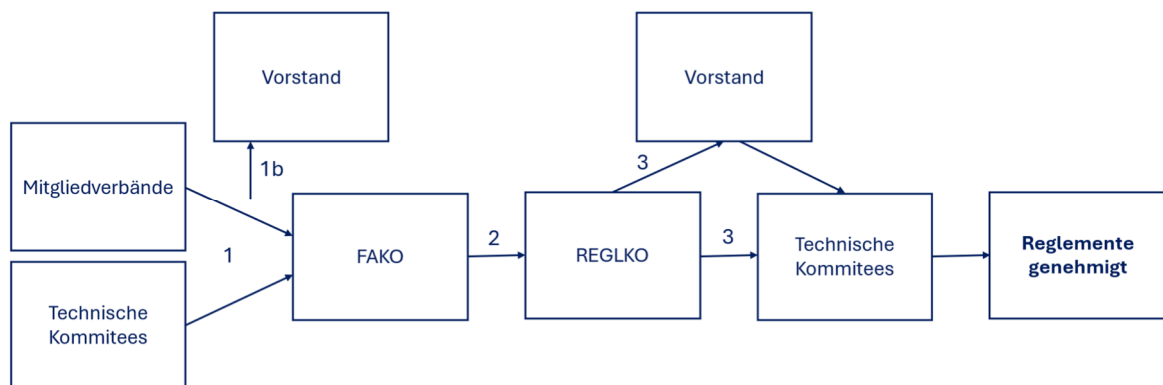 Vorstand
Vorstand
1b
3
Mitgliedverbände
1
FAKO
2
REGLKO
3
Technische
Kommitees
Reglemente
genehmigt
Technische
Kommitees